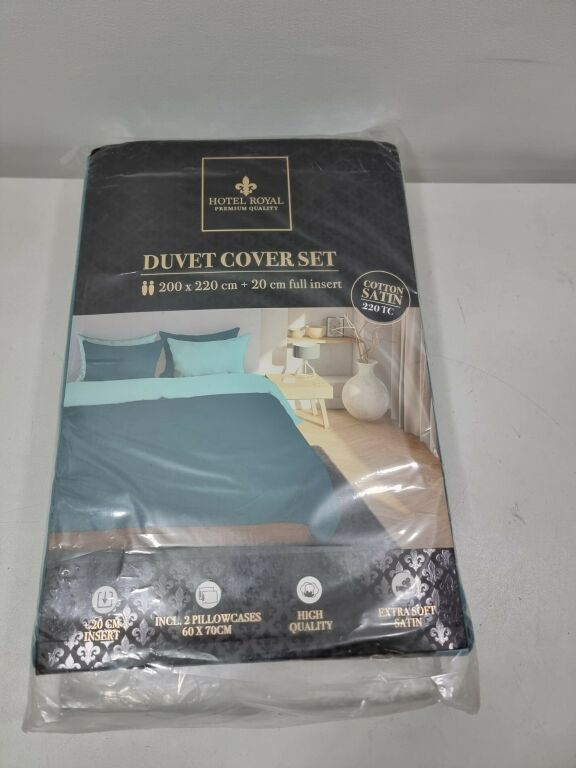 HOTEL ROYAL
PREMIUM QUALITY
DUVET COVER SET
200 x 220 cm + 20 cm full insert
COTTON
SATIN
220 TC
+20 CM
INSERT
INCL. 2 PILLOWCASES
60 X 70CM
HIGH
QUALITY
EXTRA SOFT
SATIN